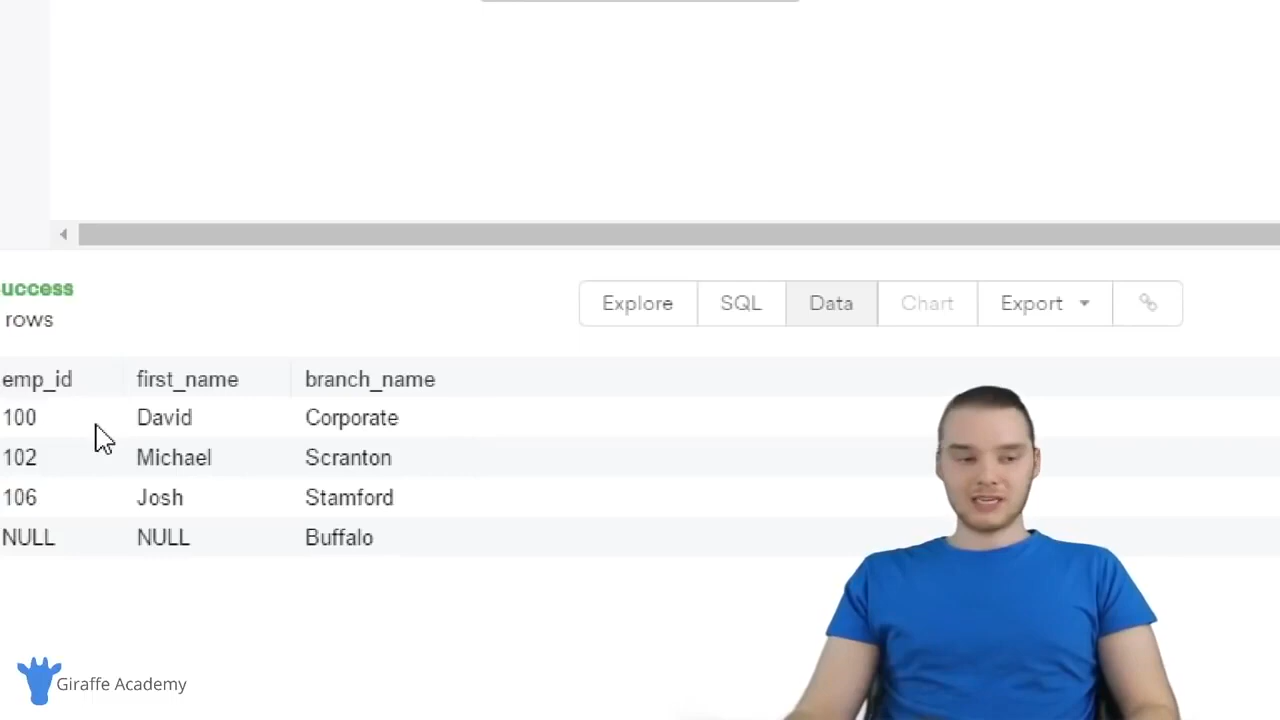 uccess
rows
Explore SQL Data Chart Export
emp_id first_name branch_name
100 David Corporate
102 Michael Scranton
106 Josh Stamford
NULL NULL Buffalo
Giraffe Academy